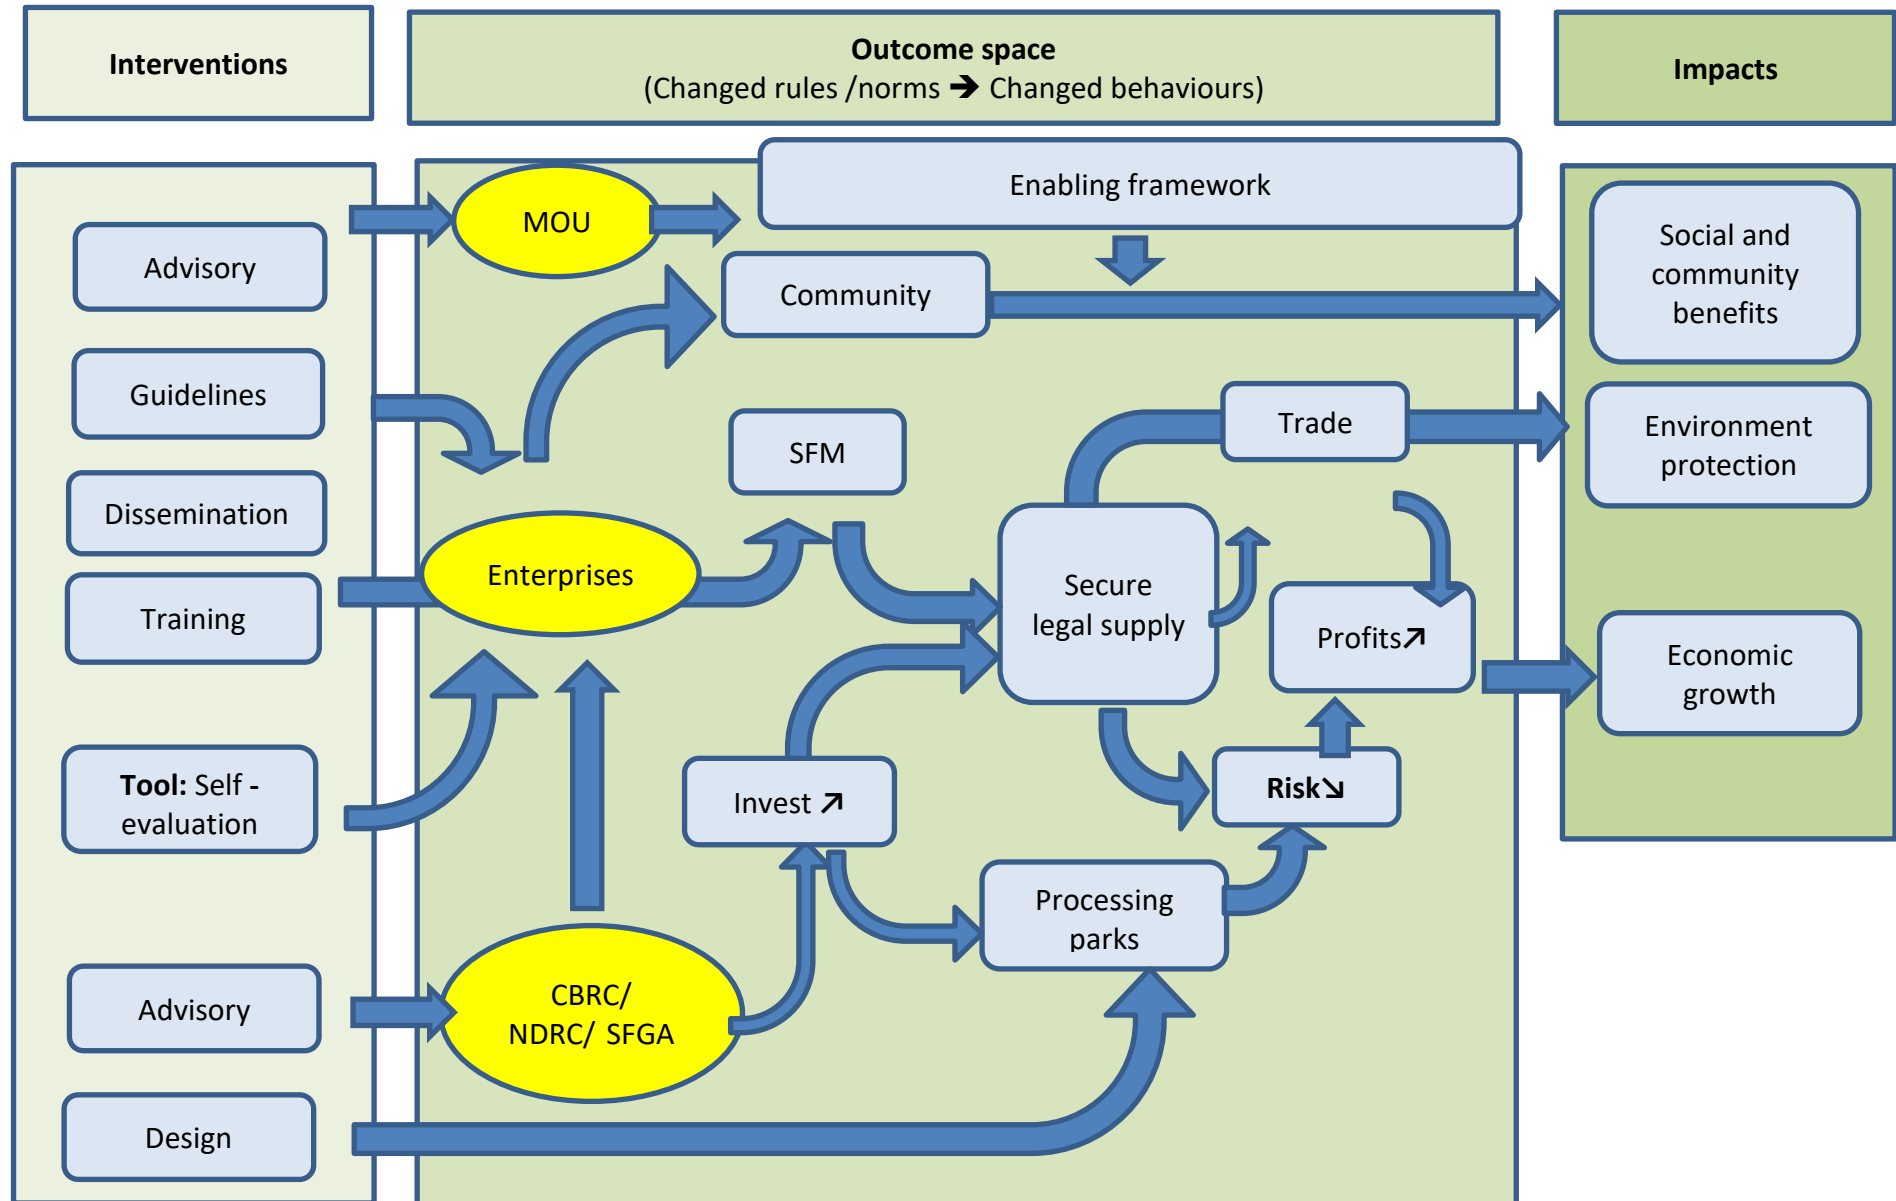 Interventions
Outcome space
(Changed rules /norms ➔ Changed behaviours)
Impacts
Advisory
Guidelines
Dissemination
Training
Tool: Self -
evaluation
Advisory
Design
MOU
Enabling framework
Community
SFM
Trade
Enterprises
Secure
legal supply
Profits↗
Invest ↗
Risk↘
Processing
parks
CBRC/
NDRC/ SFGA
Social and
community
benefits
Environment
protection
Economic
growth